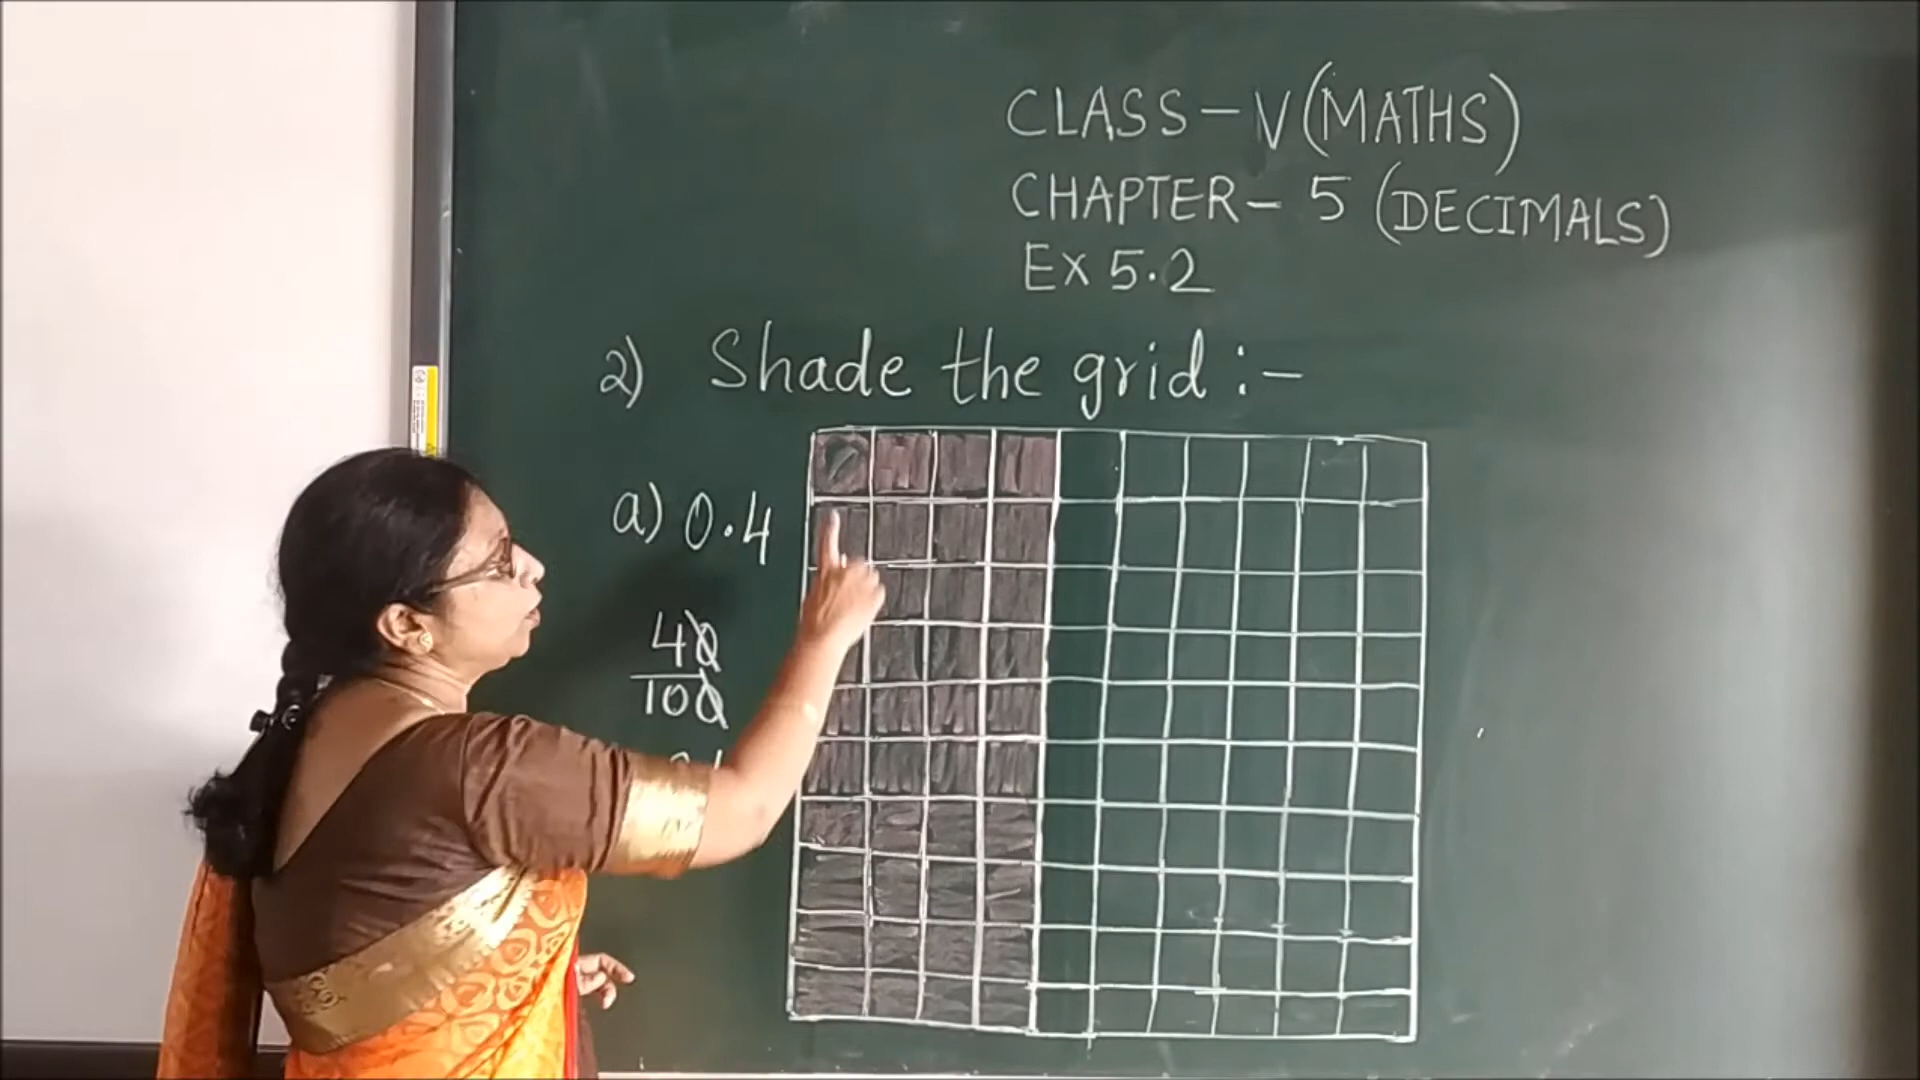 CLASS - V (MATHS)
CHAPTER - 5 (DECIMALS)
Ex 5.2
2) Shade the grid :-
a) 0.4
40
100